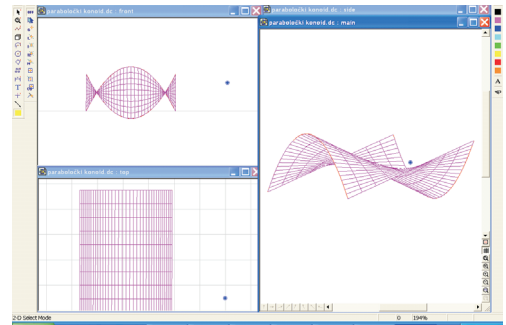 parabolečki konoid.dc : front
parabolečki konoid.dc : side
parabolečki konoid.dc : main
parabolečki konoid.dc : top
2-D Select Mode
0
194%